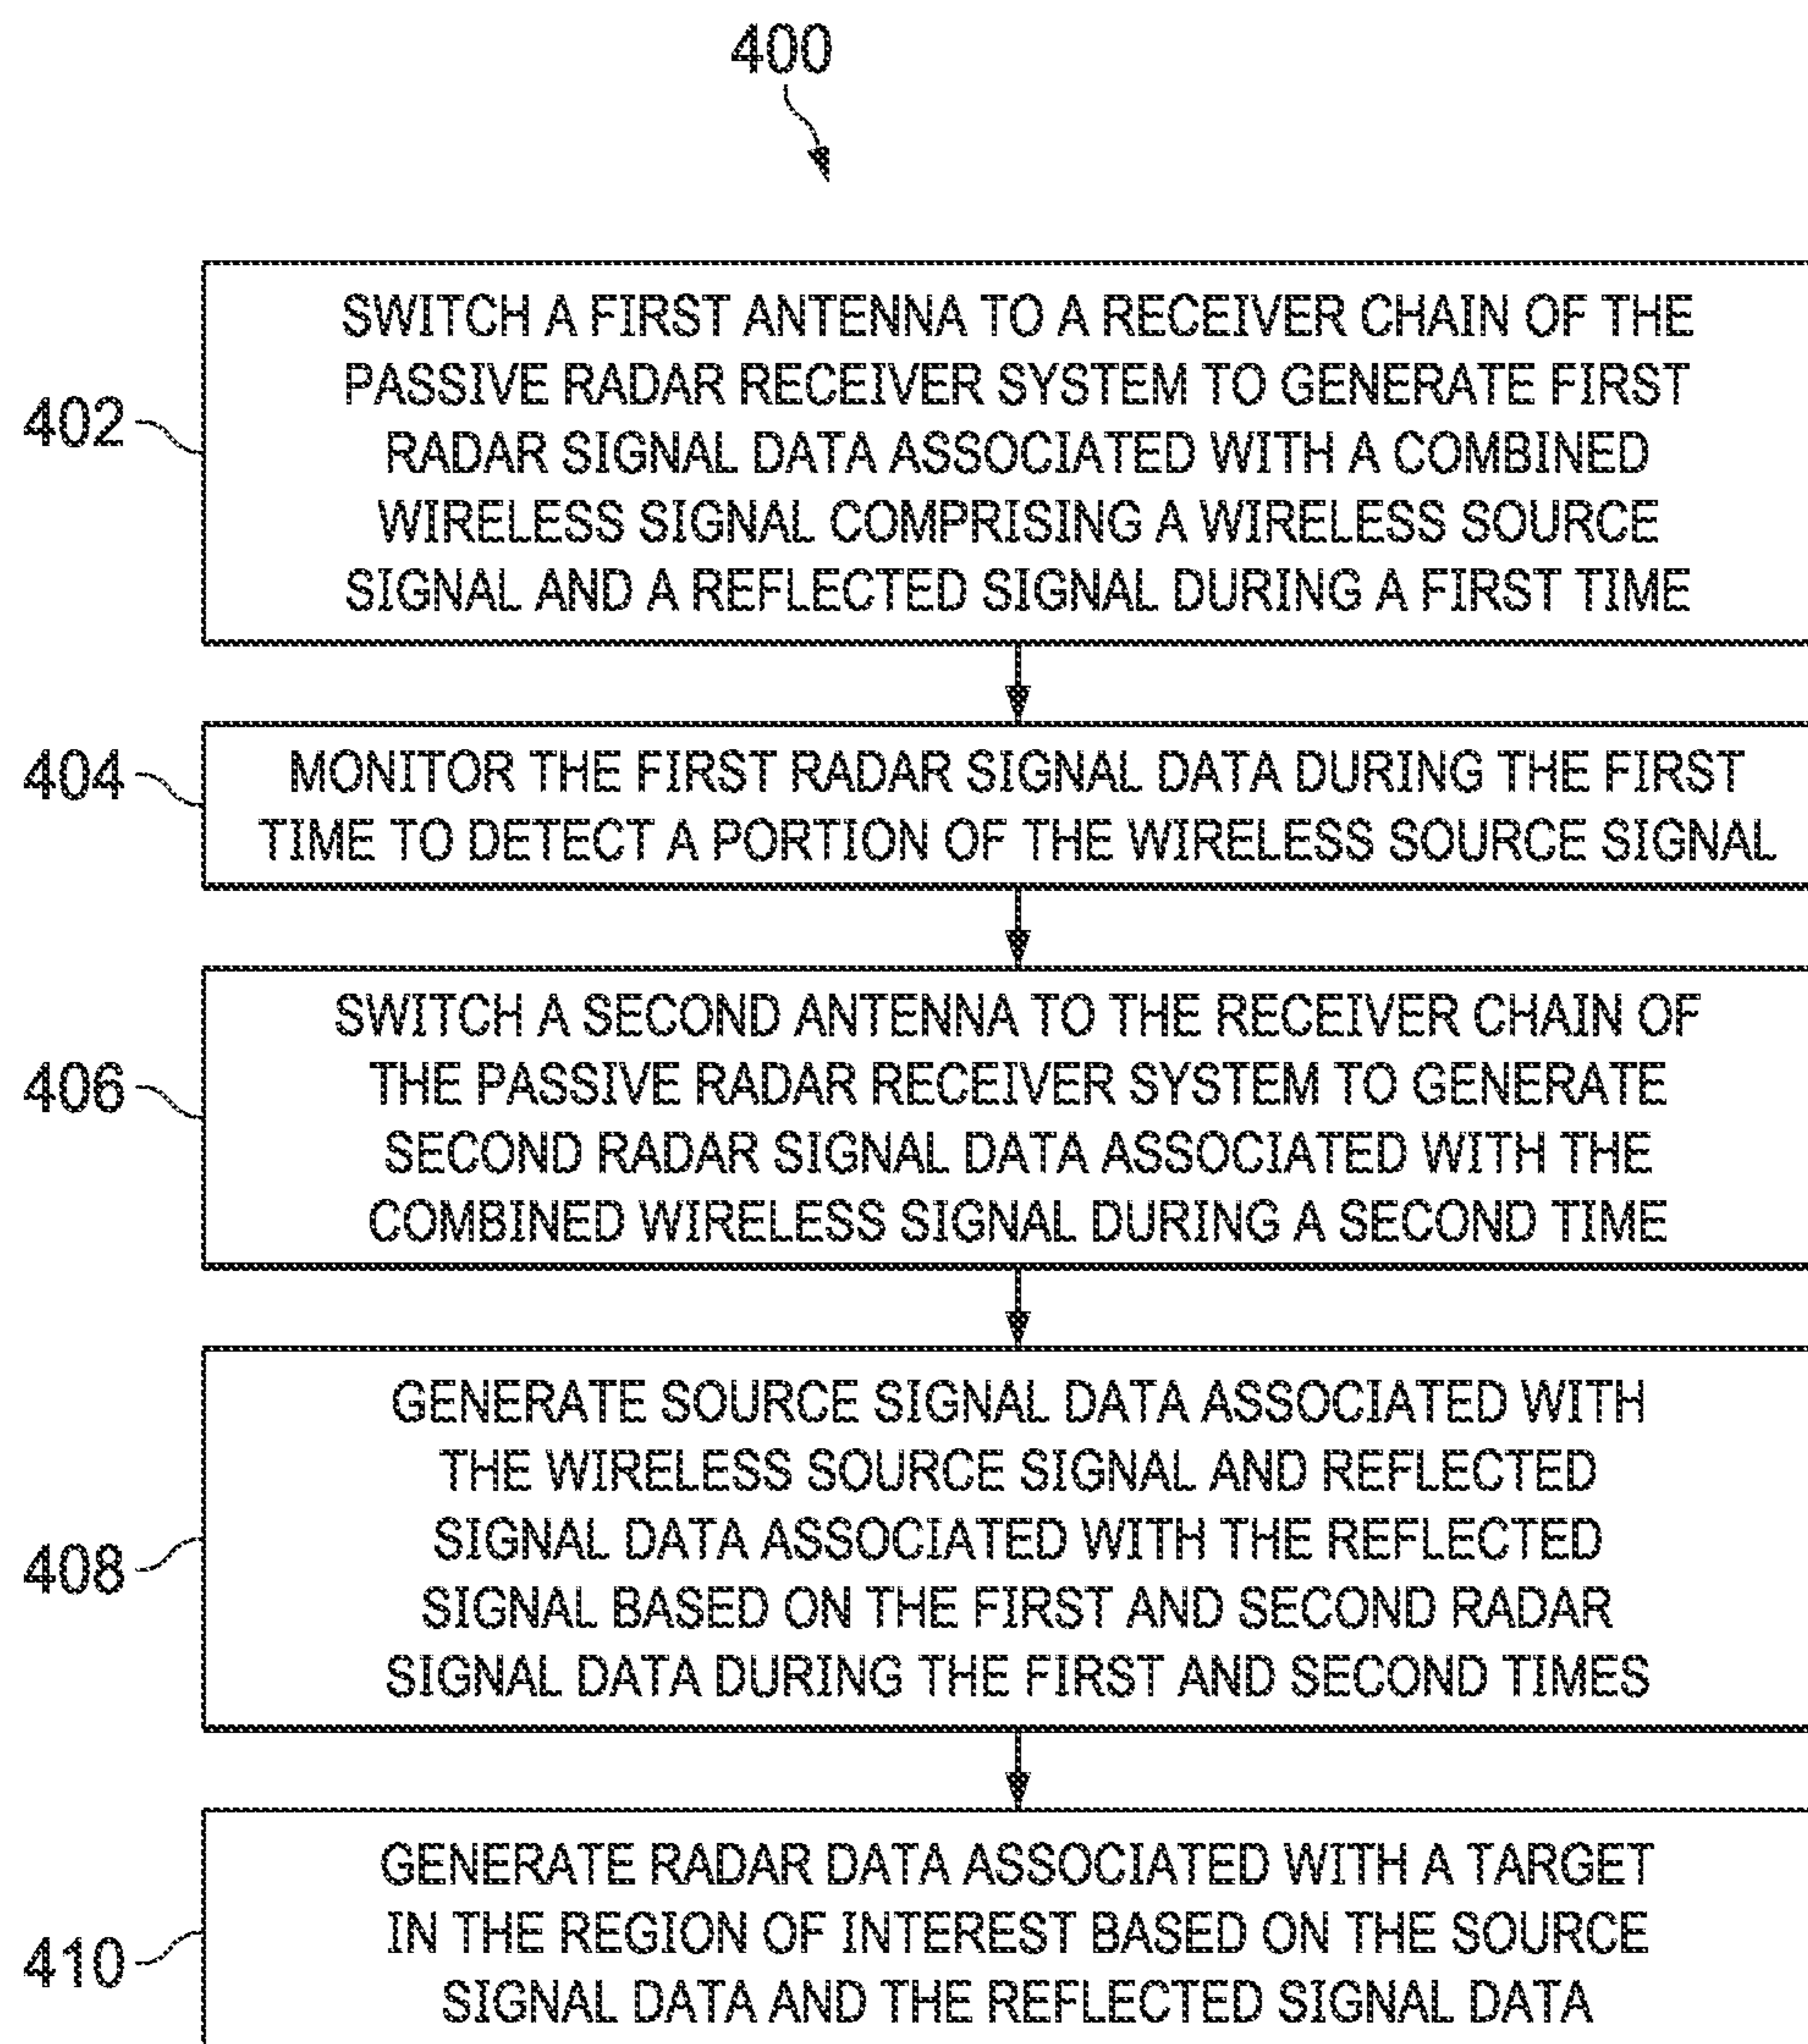 400
402
SWITCH A FIRST ANTENNA TO A RECEIVER CHAIN OF THE
PASSIVE RADAR RECEIVER SYSTEM TO GENERATE FIRST
RADAR SIGNAL DATA ASSOCIATED WITH A COMBINED
WIRELESS SIGNAL COMPRISING A WIRELESS SOURCE
SIGNAL AND A REFLECTED SIGNAL DURING A FIRST TIME
404
MONITOR THE FIRST RADAR SIGNAL DATA DURING THE FIRST
TIME TO DETECT A PORTION OF THE WIRELESS SOURCE SIGNAL
406
SWITCH A SECOND ANTENNA TO THE RECEIVER CHAIN OF
THE PASSIVE RADAR RECEIVER SYSTEM TO GENERATE
SECOND RADAR SIGNAL DATA ASSOCIATED WITH THE
COMBINED WIRELESS SIGNAL DURING A SECOND TIME
408
GENERATE SOURCE SIGNAL DATA ASSOCIATED WITH
THE WIRELESS SOURCE SIGNAL AND REFLECTED
SIGNAL DATA ASSOCIATED WITH THE REFLECTED
SIGNAL BASED ON THE FIRST AND SECOND RADAR
SIGNAL DATA DURING THE FIRST AND SECOND TIMES
410
GENERATE RADAR DATA ASSOCIATED WITH A TARGET
IN THE REGION OF INTEREST BASED ON THE SOURCE
SIGNAL DATA AND THE REFLECTED SIGNAL DATA